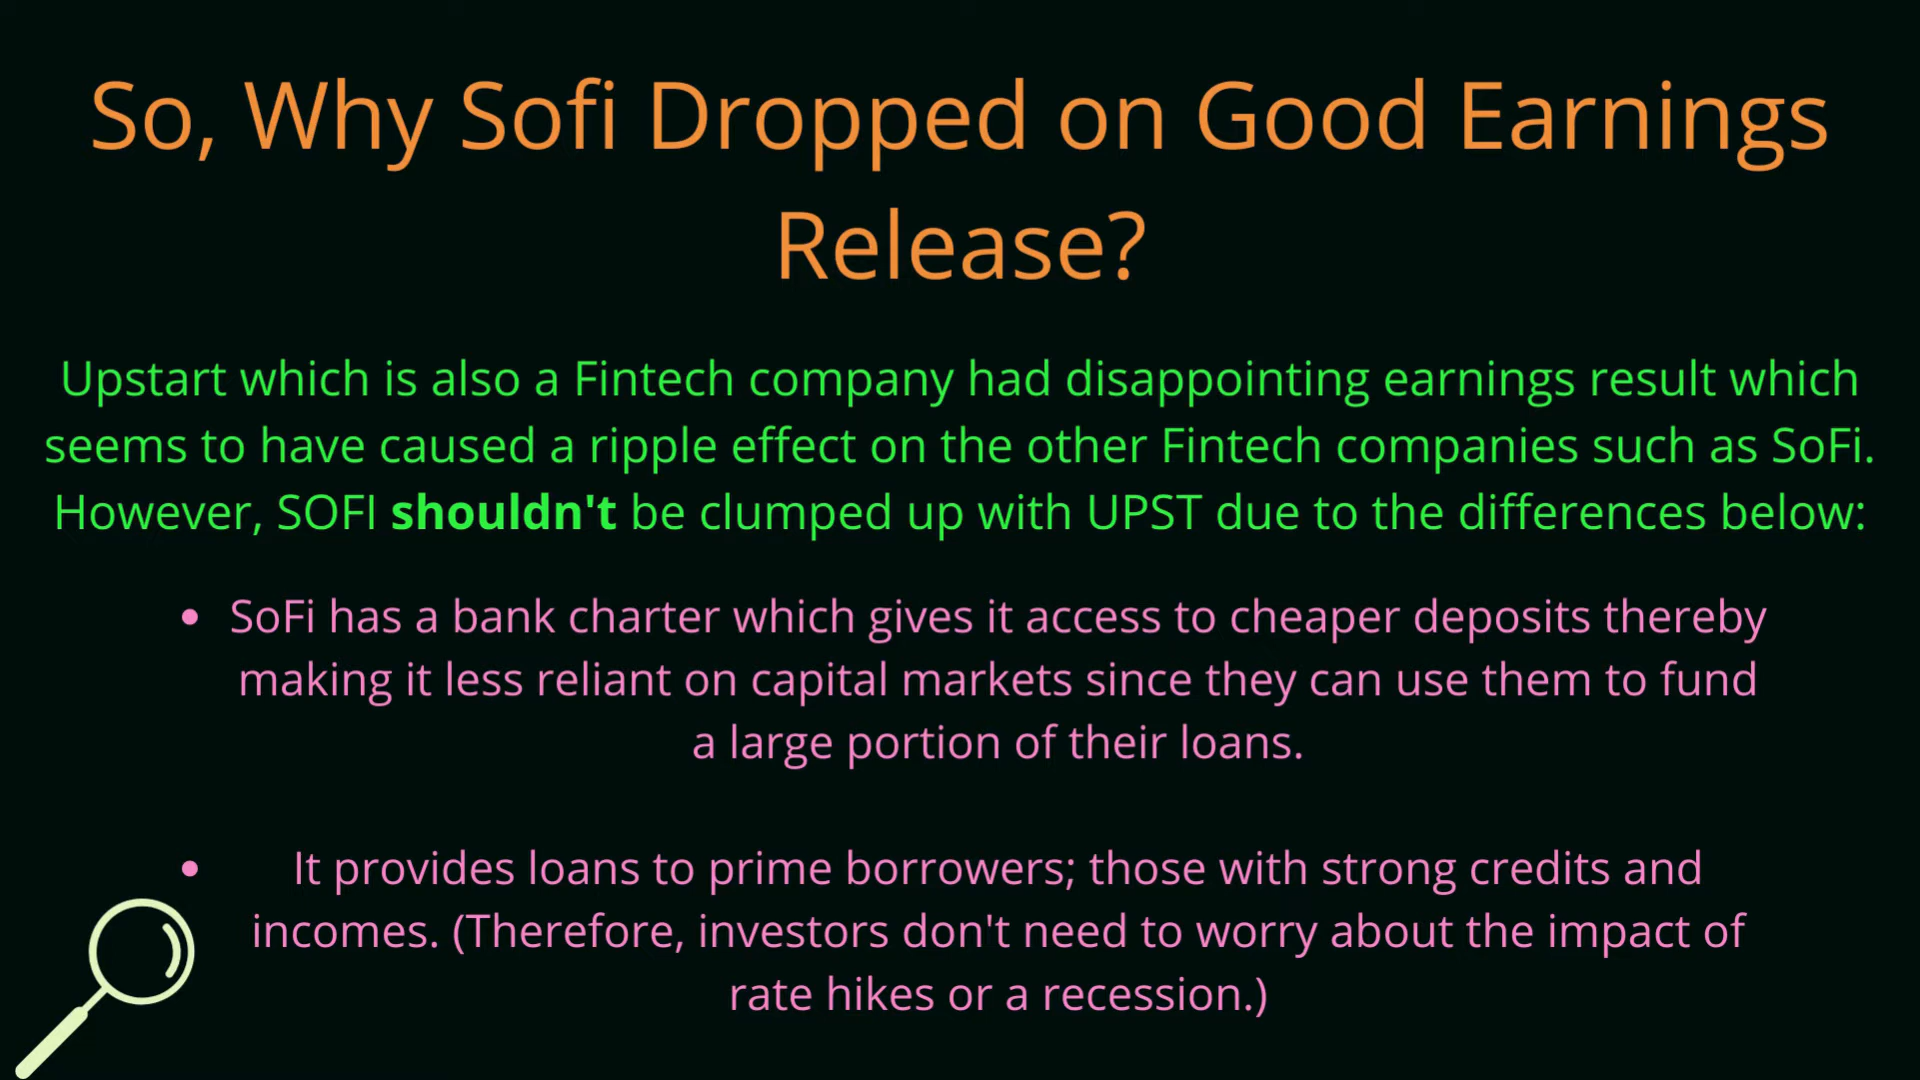 So, Why Sofi Dropped on Good Earnings
Release?
Upstart which is also a Fintech company had disappointing earnings result which
seems to have caused a ripple effect on the other Fintech companies such as SoFi.
However, SOFI shouldn't be clumped up with UPST due to the differences below:
• SoFi has a bank charter which gives it access to cheaper deposits thereby
making it less reliant on capital markets since they can use them to fund
a large portion of their loans.
• It provides loans to prime borrowers; those with strong credits and
incomes. (Therefore, investors don't need to worry about the impact of
rate hikes or a recession.)